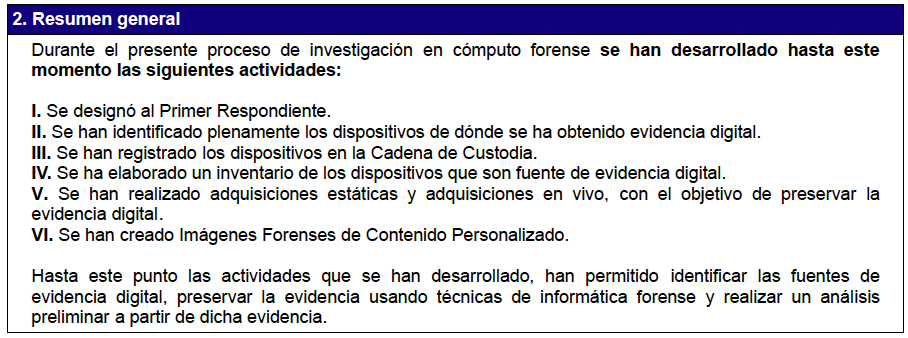 2. Resumen general
Durante el presente proceso de investigación en cómputo forense se han desarrollado hasta este
momento las siguientes actividades:
I. Se designó al Primer Respondiente.
II. Se han identificado plenamente los dispositivos de dónde se ha obtenido evidencia digital.
III. Se han registrado los dispositivos en la Cadena de Custodia.
IV. Se ha elaborado un inventario de los dispositivos que son fuente de evidencia digital.
V. Se han realizado adquisiciones estáticas y adquisiciones en vivo, con el objetivo de preservar la
evidencia digital.
VI. Se han creado Imágenes Forenses de Contenido Personalizado.
Hasta este punto las actividades que se han desarrollado, han permitido identificar las fuentes de
evidencia digital, preservar la evidencia usando técnicas de informática forense y realizar un análisis
preliminar a partir de dicha evidencia.